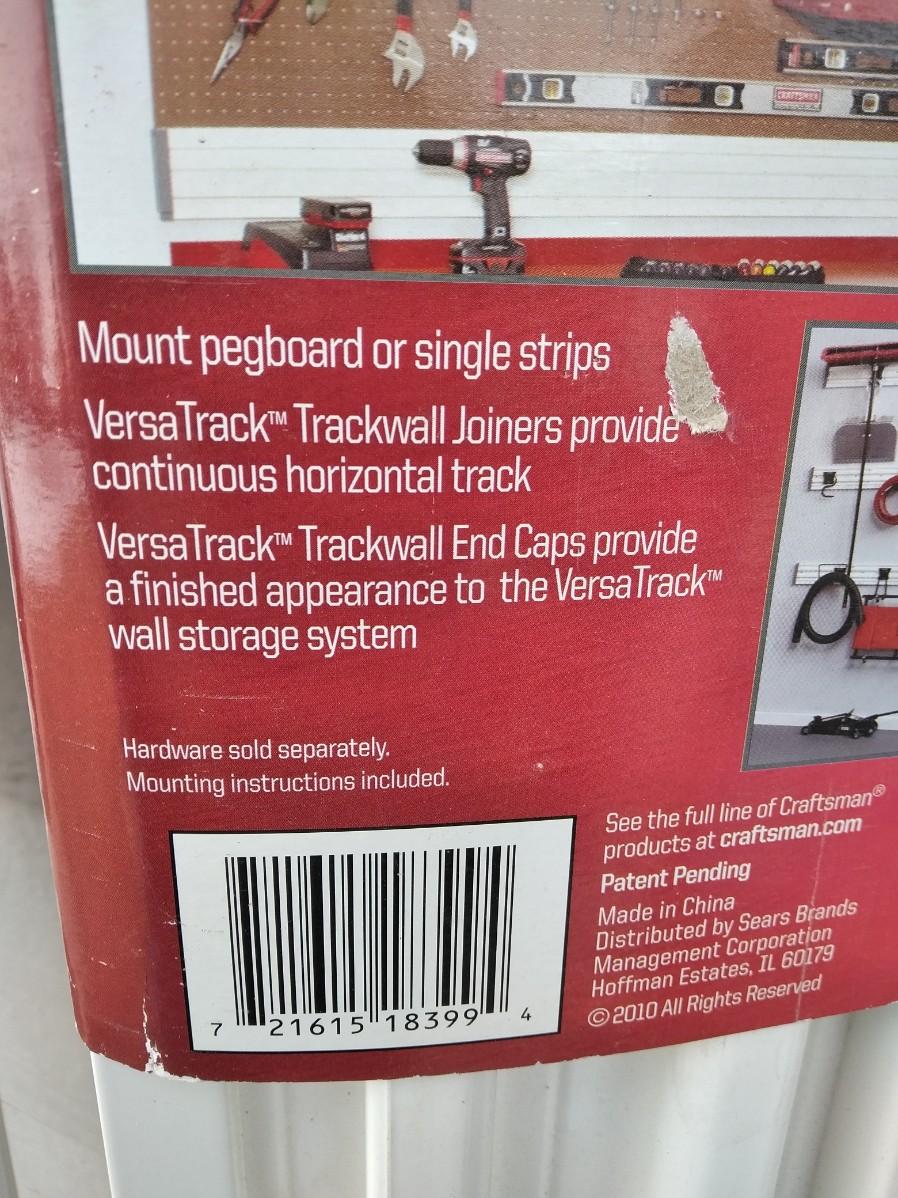 CRAFTSMAN
Mount pegboard or single strips
VersaTrack™ Trackwall Joiners provide
continuous horizontal track
VersaTrack™ Trackwall End Caps provide
a finished appearance to the VersaTrack™
wall storage system
Hardware sold separately.
Mounting instructions included.
7 21615 18399 4
See the full line of Craftsman®
products at craftsman.com
Patent Pending
Made in China
Distributed by Sears Brands
Management Corporation
Hoffman Estates, IL 60179
© 2010 All Rights Reserved